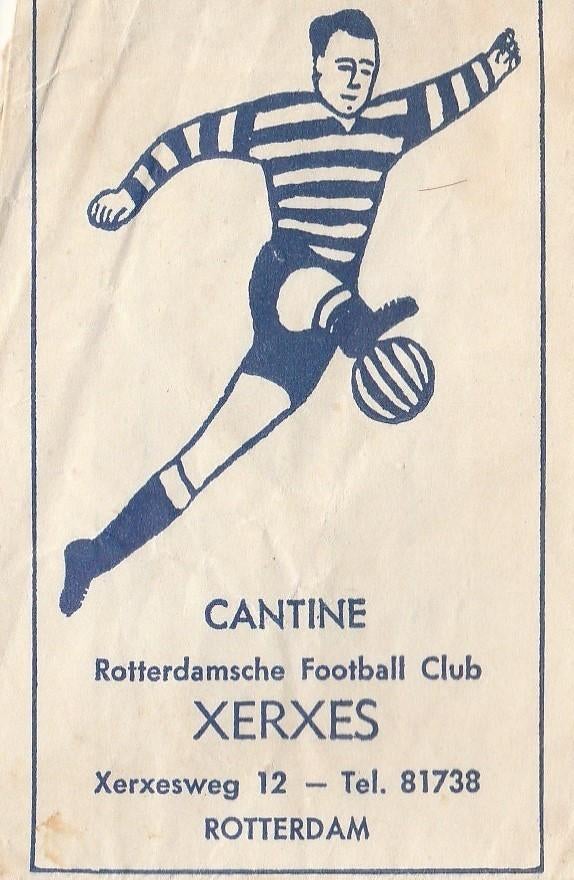 CANTINE
Rotterdamsche Football Club
XERXES
Xerxesweg 12 — Tel. 81738
ROTTERDAM